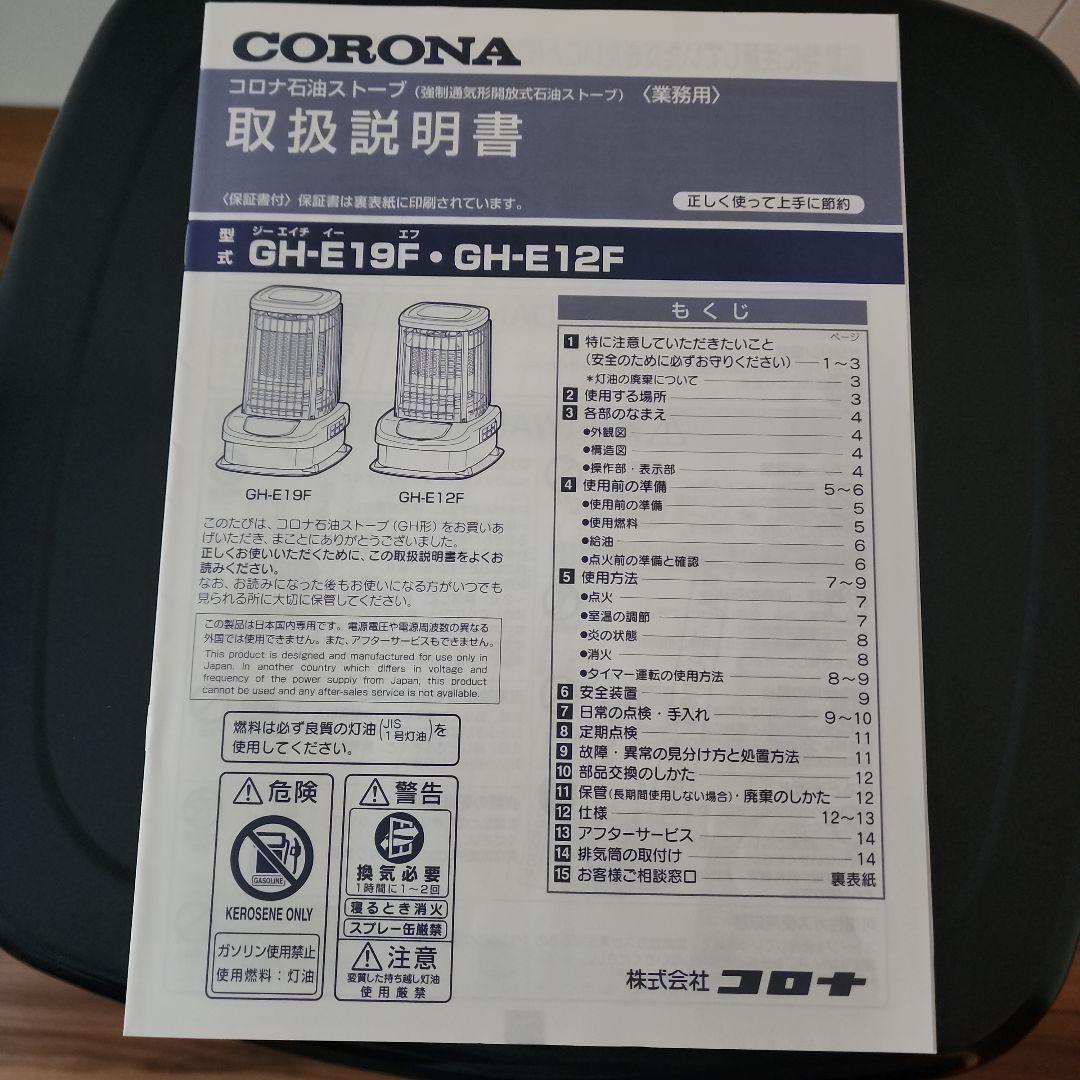 CORONA
コロナ石油ストーブ（強制通気形開放式石油ストーブ）〈業務用〉
取扱説明書
〈保証書付〉保証書は裏表紙に印刷されています。
正しく使って上手に節約
型式 ジー エイチ イー エフ
GH-E19F・GH-E12F
GH-E19F
GH-E12F
このたびは、コロナ石油ストーブ（GH形）をお買いあ
げいただき、まことにありがとうございました。
正しくお使いいただくために、この取扱説明書をよくお
読みください。
なお、お読みになった後もお使いになる方がいつでも
見られる所に大切に保管してください。
この製品は日本国内専用です。電源電圧や電源周波数の異なる
外国では使用できません。また、アフターサービスもできません。
This product is designed and manufactured for use only in
Japan. In another country which differs in voltage and
frequency of the power supply from Japan, this product
cannot be used and any after-sales service is not available.
燃料は必ず良質の灯油（JIS 1号灯油）を
使用してください。
危険
GASOLINE
KEROSENE ONLY
ガソリン使用禁止
使用燃料：灯油
警告
換気必要
1時間に1～2回
寝るとき消火
スプレー缶厳禁
注意
変質した持ち越し灯油
使用厳禁
もくじ
ページ
1 特に注意していただきたいこと
（安全のために必ずお守りください）1～3
＊灯油の廃棄について 3
2 使用する場所 3
3 各部のなまえ 4
●外観図 4
●構造図 4
●操作部・表示部 4
4 使用前の準備 5～6
●使用前の準備 5
●使用燃料 5
●給油 6
●点火前の準備と確認 6
5 使用方法 7～9
●点火 7
●室温の調節 7
●炎の状態 8
●消火 8
●タイマー運転の使用方法 8～9
6 安全装置 9
7 日常の点検・手入れ 9～10
8 定期点検 11
9 故障・異常の見分け方と処置方法 11
10 部品交換のしかた 12
11 保管（長期間使用しない場合）・廃棄のしかた 12
12 仕様 12～13
13 アフターサービス 14
14 排気筒の取付け 14
15 お客様ご相談窓口 裏表紙
株式会社 コロナ